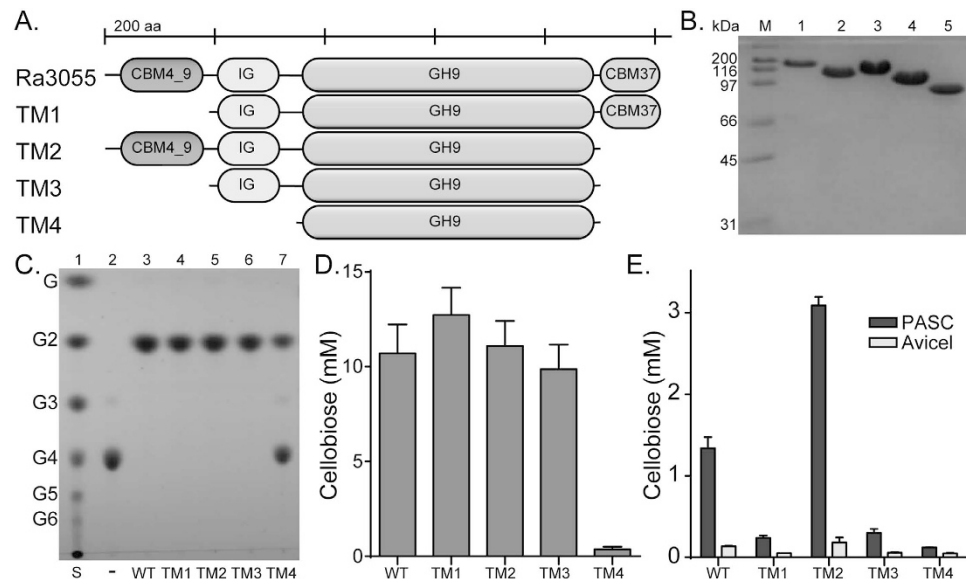 A.
200 aa
Ra3055 CBM4_9 IG GH9 CBM37
TM1 IG GH9 CBM37
TM2 CBM4_9 IG GH9
TM3 IG GH9
TM4 GH9
B.
kDa M 1 2 3 4 5
200
116
97
66
45
31
C.
1 2 3 4 5 6 7
G
G2
G3
G4
G5
G6
S - WT TM1 TM2 TM3 TM4
D.
Cellobiose (mM)
15
10
5
0
WT TM1 TM2 TM3 TM4
E.
Cellobiose (mM)
3
2
1
0
PASC
Avicel
WT TM1 TM2 TM3 TM4